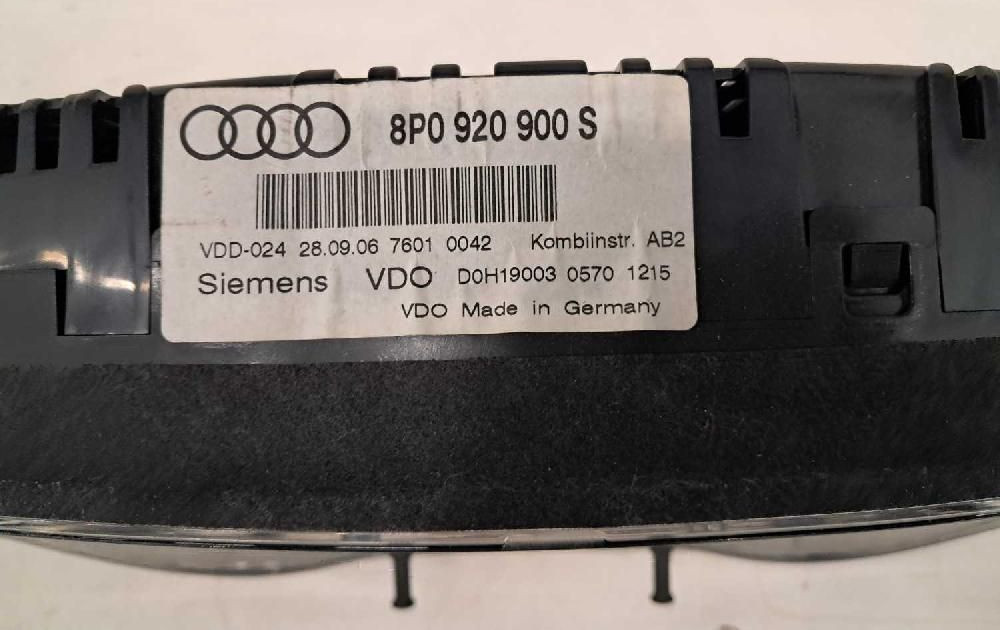 8P0 920 900 S
VDD-024 28.09.06 7601 0042 Kombiinstr. AB2
Siemens VDO D0H19003 0570 1215
VDO Made in Germany